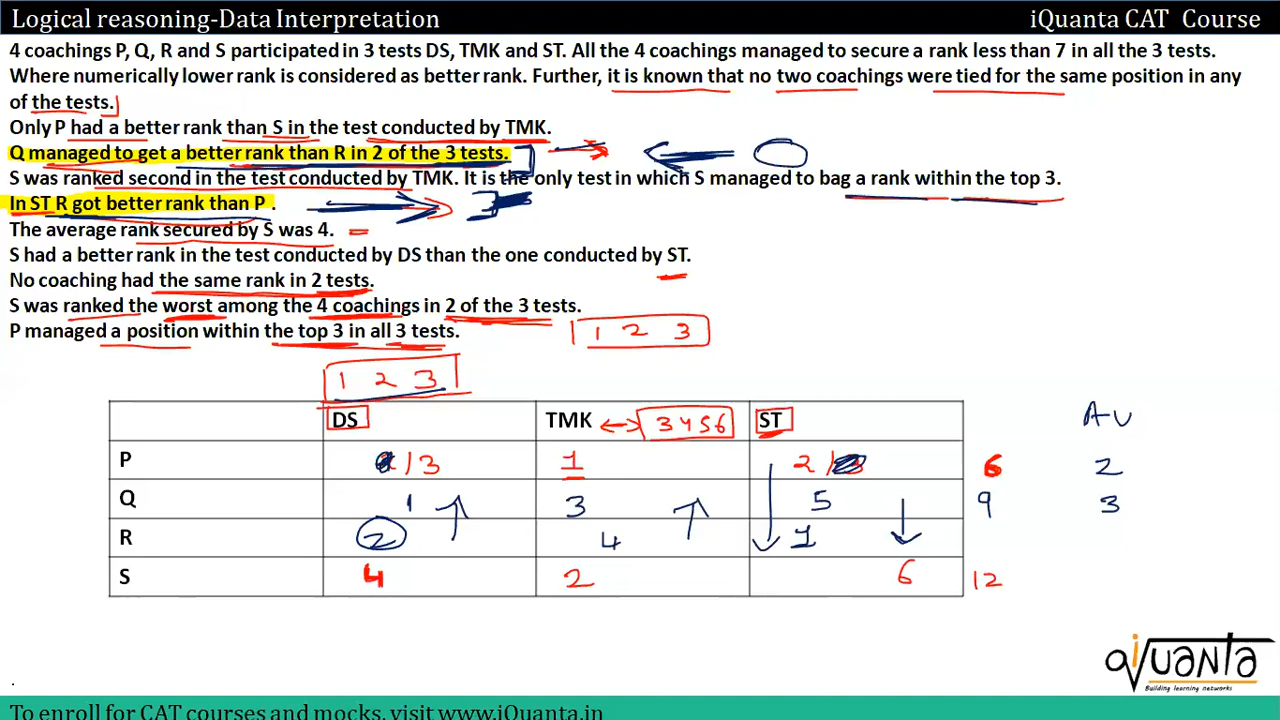 Logical reasoning-Data Interpretation iQuanta CAT Course
4 coachings P, Q, R and S participated in 3 tests DS, TMK and ST. All the 4 coachings managed to secure a rank less than 7 in all the 3 tests.
Where numerically lower rank is considered as better rank. Further, it is known that no two coachings were tied for the same position in any
of the tests.
Only P had a better rank than S in the test conducted by TMK.
Q managed to get a better rank than R in 2 of the 3 tests.
S was ranked second in the test conducted by TMK. It is the only test in which S managed to bag a rank within the top 3.
In ST R got better rank than P
The average rank secured by S was 4.
S had a better rank in the test conducted by DS than the one conducted by ST.
No coaching had the same rank in 2 tests.
S was ranked the worst among the 4 coachings in 2 of the 3 tests.
P managed a position within the top 3 in all 3 tests.
1 2 3
1 2 3
DS TMK 3 4 5 6 ST AV
P / 3 1 2 / 6 2
Q 1 3 5 9 3
R 2 4 1
S 4 2 6 12
iQuanta
Building learning networks
To enroll for CAT courses and mocks, visit www.iQuanta.in